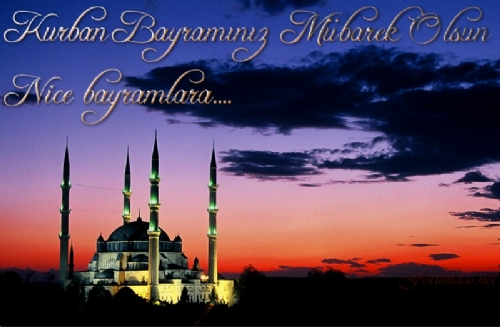 Kurban Bayramınız Mübarek Olsun
Nice bayramlara....